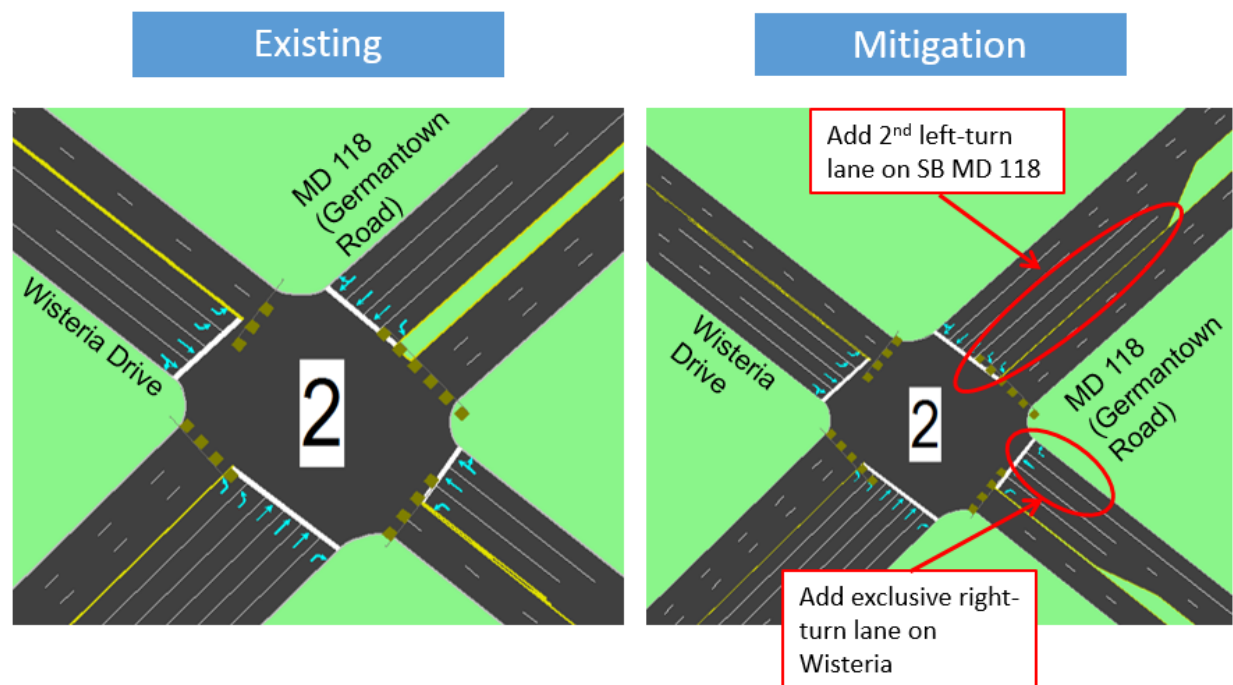 Existing
Mitigation
MD 118
(Germantown
Road)
Wisteria Drive
2
Add 2nd left-turn
lane on SB MD 118
Wisteria
Drive
MD 118
(Germantown
Road)
2
Add exclusive right-
turn lane on
Wisteria